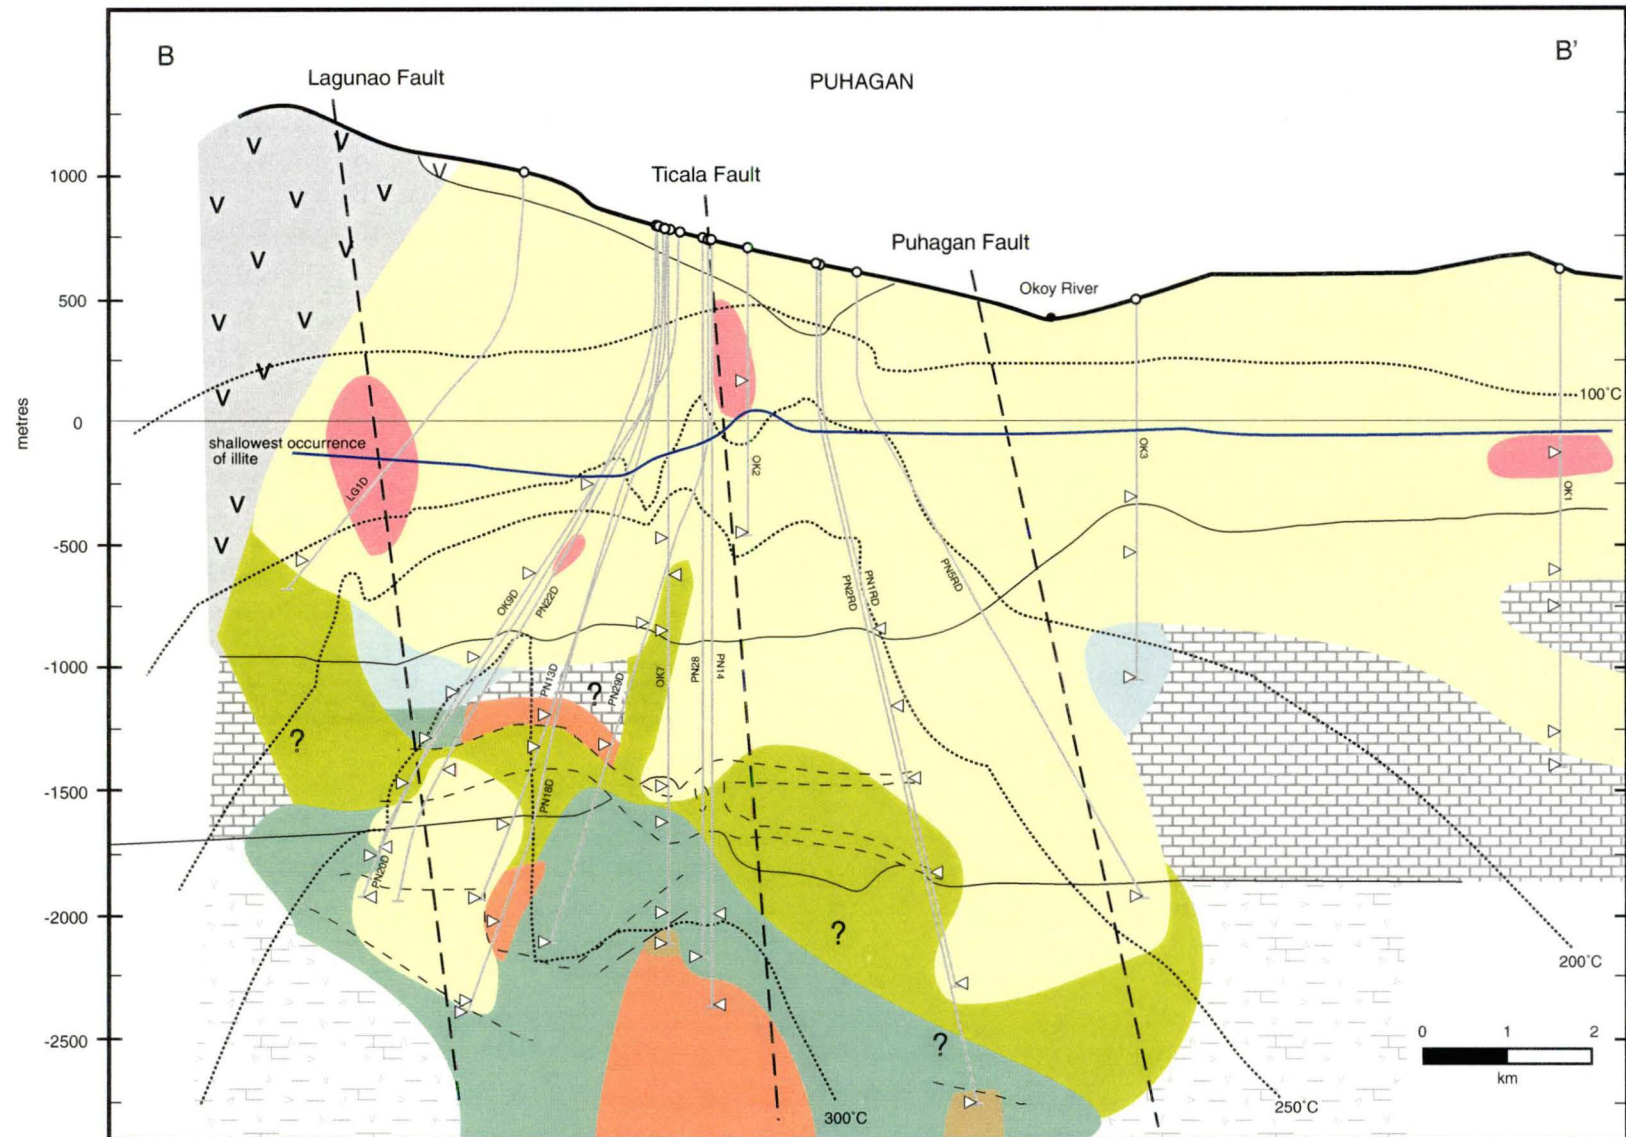 B
B'
Lagunao Fault
PUHAGAN
Ticala Fault
Puhagan Fault
Okoy River
metres
1000
500
0
-500
-1000
-1500
-2000
-2500
V V V V V V V V V V V V V V V
shallowest occurrence
of illite
100°C
200°C
250°C
300°C
LG1D
OK9D
PN22D
PN13D
PN29D
PN18D
PN20D
OK7
PN28
PN14
OK2
PN2RD
PN1RD
PN5RD
OK3
OK1
?
?
?
?
0 1 2
km